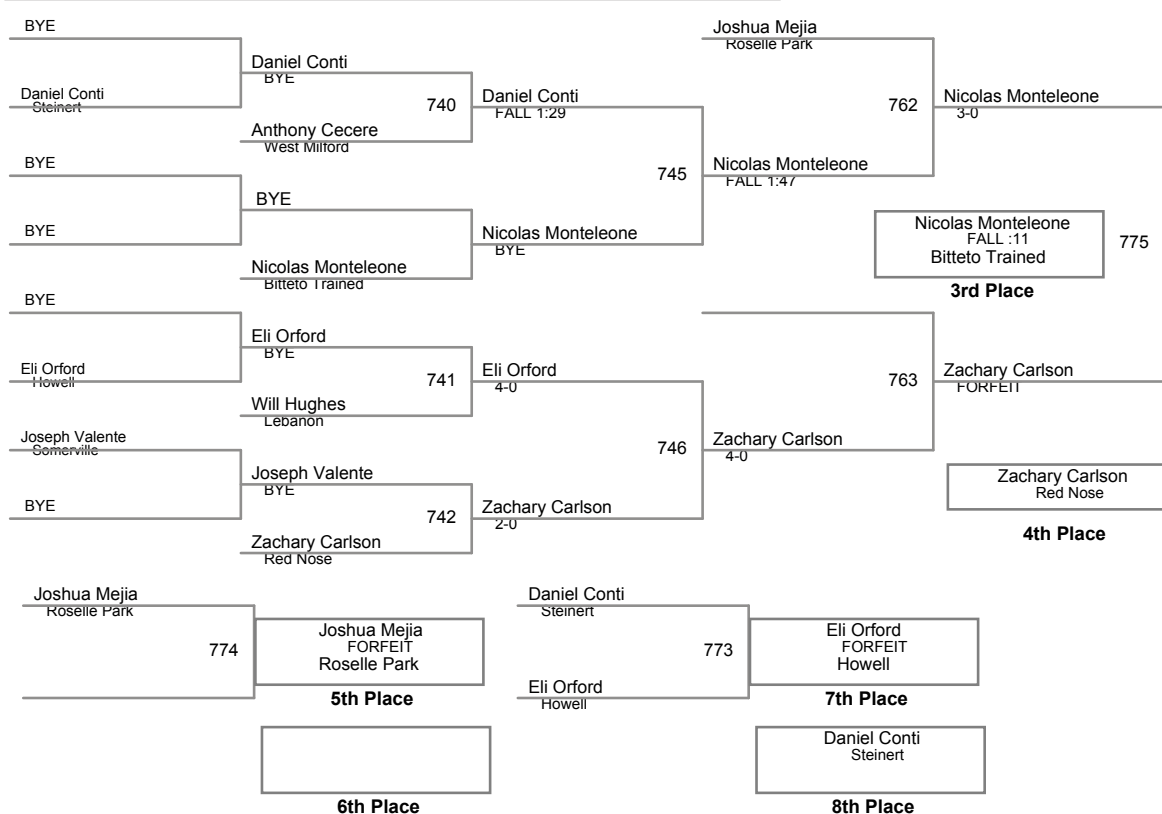 BYE
Joshua Mejia
Roselle Park
Daniel Conti
BYE
Daniel Conti
Steinert
740
Daniel Conti
FALL 1:29
762
Nicolas Monteleone
3-0
Anthony Cecere
West Milford
BYE
745
Nicolas Monteleone
FALL 1:47
BYE
BYE
Nicolas Monteleone
BYE
Nicolas Monteleone
FALL :11
Bitteto Trained
775
3rd Place
Nicolas Monteleone
Bitteto Trained
BYE
Eli Orford
BYE
Eli Orford
Howell
741
Eli Orford
4-0
763
Zachary Carlson
FORFEIT
Will Hughes
Lebanon
Joseph Valente
Somerville
746
Zachary Carlson
4-0
Joseph Valente
BYE
BYE
742
Zachary Carlson
2-0
Zachary Carlson
Red Nose
4th Place
Zachary Carlson
Red Nose
Joshua Mejia
Roselle Park
774
Joshua Mejia
FORFEIT
Roselle Park
5th Place
6th Place
Daniel Conti
Steinert
773
Eli Orford
FORFEIT
Howell
Eli Orford
Howell
7th Place
Daniel Conti
Steinert
8th Place